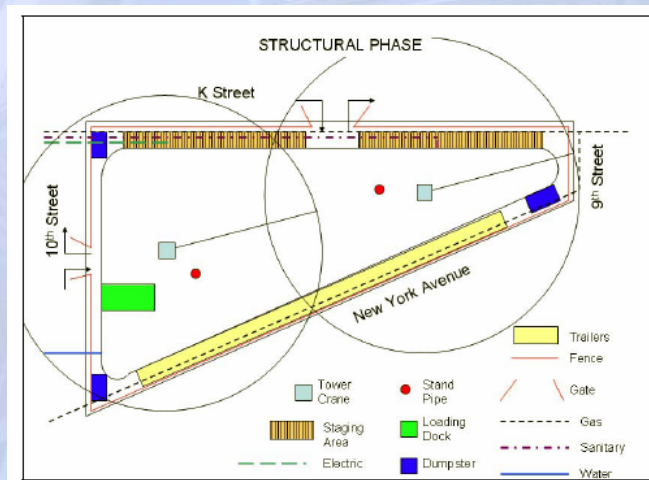 STRUCTURAL PHASE
K Street
10th Street
9th Street
New York Avenue
Trailers
Fence
Tower
Crane
Stand
Pipe
Gate
Staging
Area
Loading
Dock
Gas
Sanitary
Electric
Dumpster
Water